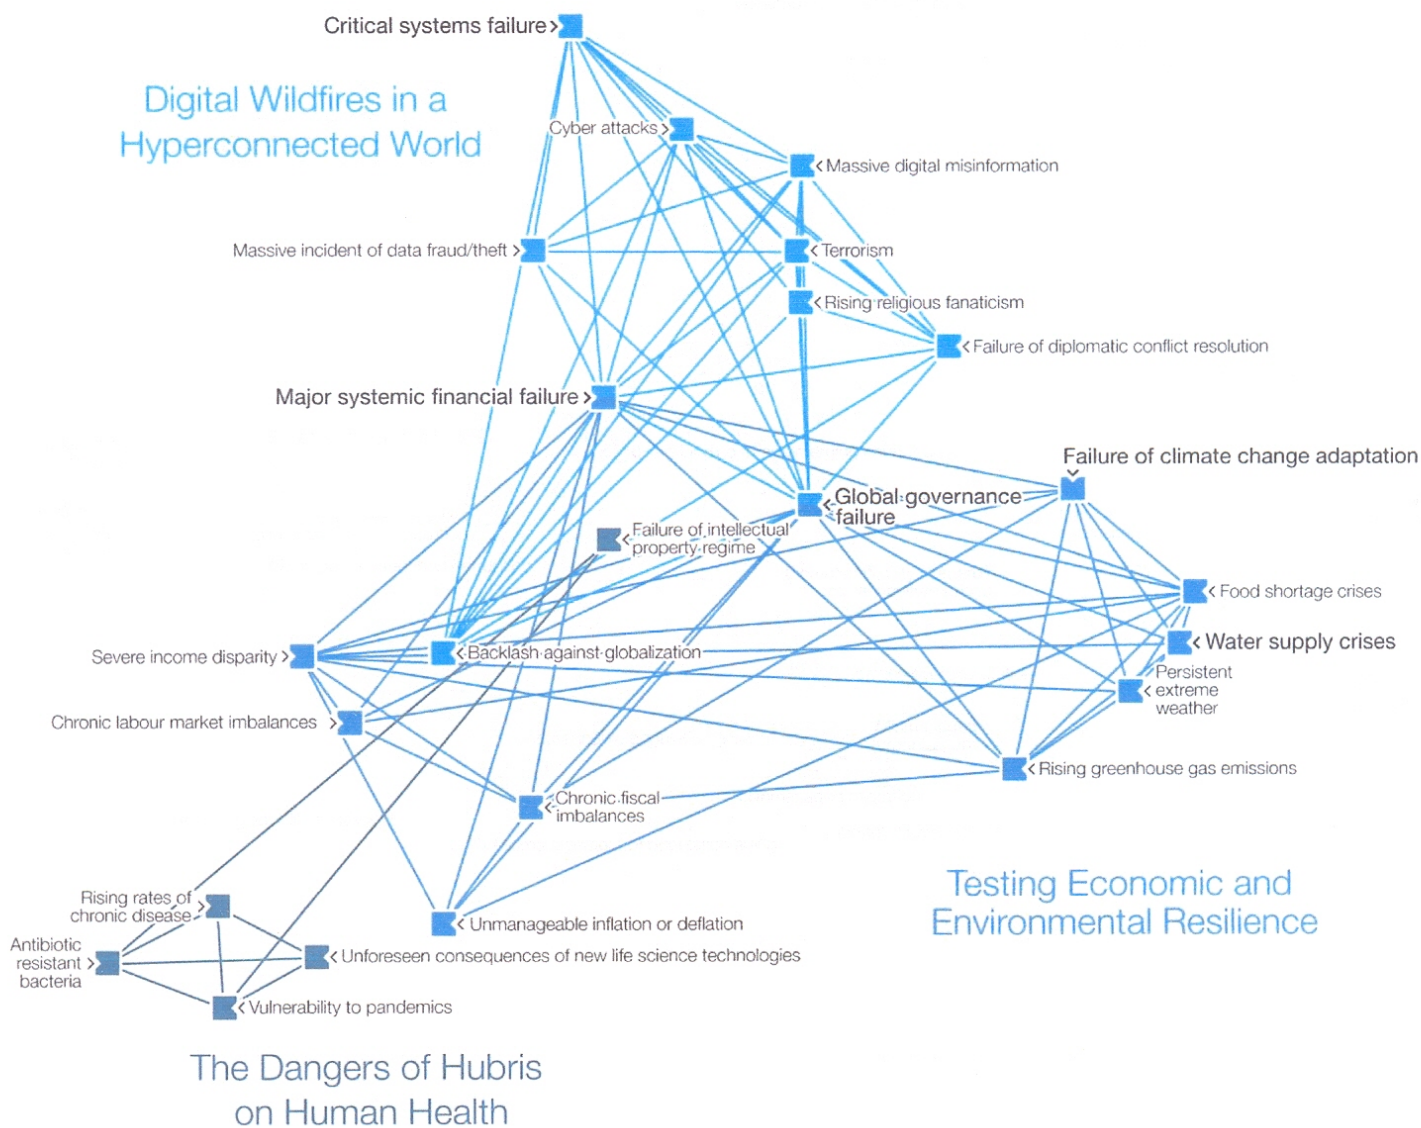 Critical systems failure
Digital Wildfires in a
Hyperconnected World
Cyber attacks
Massive digital misinformation
Massive incident of data fraud/theft
Terrorism
Rising religious fanaticism
Failure of diplomatic conflict resolution
Major systemic financial failure
Failure of climate change adaptation
Global governance
failure
Failure of intellectual
property regime
Food shortage crises
Severe income disparity
Backlash against globalization
Water supply crises
Persistent
extreme
weather
Chronic labour market imbalances
Rising greenhouse gas emissions
Chronic fiscal
imbalances
Testing Economic and
Environmental Resilience
Rising rates of
chronic disease
Unmanageable inflation or deflation
Antibiotic
resistant
bacteria
Unforeseen consequences of new life science technologies
Vulnerability to pandemics
The Dangers of Hubris
on Human Health